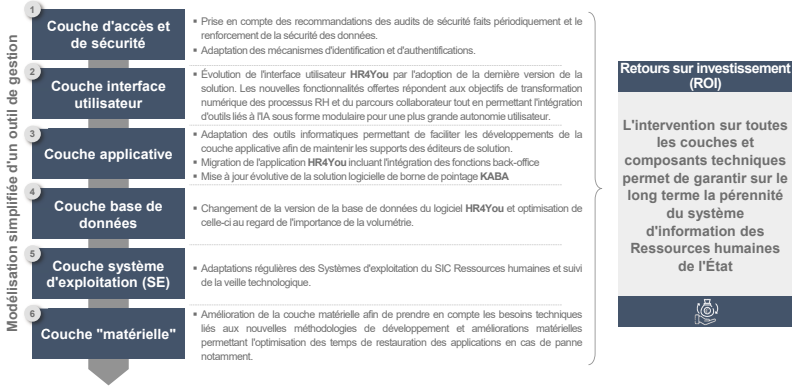 Modélisation simplifiée d'un outil de gestion
1
Couche d'accès et
de sécurité
▪ Prise en compte des recommandations des audits de sécurité faits périodiquement et le
renforcement de la sécurité des données.
▪ Adaptation des mécanismes d'identification et d'authentifications.
2
Couche interface
utilisateur
▪ Évolution de l'interface utilisateur HR4You par l'adoption de la dernière version de la
solution. Les nouvelles fonctionnalités offertes répondent aux objectifs de transformation
numérique des processus RH et du parcours collaborateur tout en permettant l'intégration
d'outils liés à l'IA sous forme modulaire pour une plus grande autonomie utilisateur.
3
Couche applicative
▪ Adaptation des outils informatiques permettant de faciliter les développements de la
couche applicative afin de maintenir les supports des éditeurs de solution.
▪ Migration de l'application HR4You incluant l'intégration des fonctions back-office
▪ Mise à jour évolutive de la solution logicielle de borne de pointage KABA
4
Couche base de
données
▪ Changement de la version de la base de données du logiciel HR4You et optimisation de
celle-ci au regard de l'importance de la volumétrie.
5
Couche système
d'exploitation (SE)
▪ Adaptations régulières des Systèmes d'exploitation du SIC Ressources humaines et suivi
de la veille technologique.
6
Couche "matérielle"
▪ Amélioration de la couche matérielle afin de prendre en compte les besoins techniques
liés aux nouvelles méthodologies de développement et améliorations matérielles
permettant l'optimisation des temps de restauration des applications en cas de panne
notamment.
Retours sur investissement
(ROI)
L'intervention sur toutes
les couches et
composants techniques
permet de garantir sur le
long terme la pérennité
du système
d'information des
Ressources humaines
de l'État